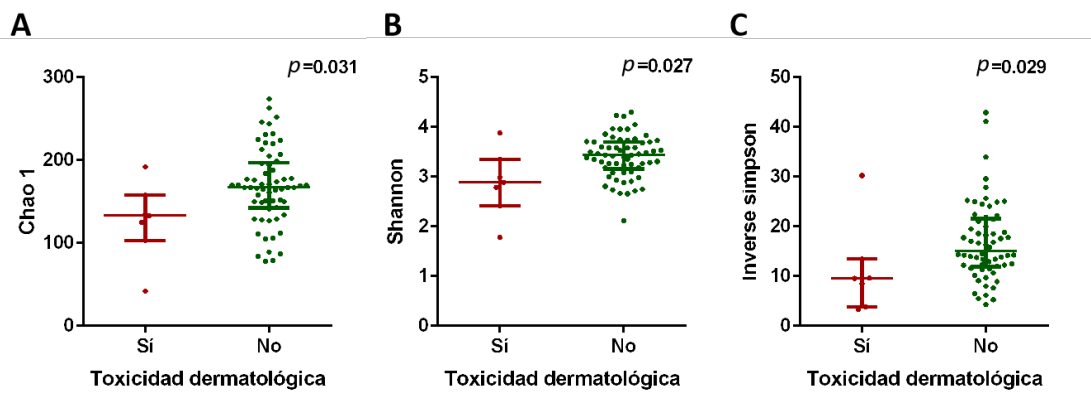 A
p=0.031
Chao 1
300
200
100
0
Sí
No
Toxicidad dermatológica
B
p=0.027
Shannon
5
4
3
2
1
0
Sí
No
Toxicidad dermatológica
C
p=0.029
Inverse simpson
50
40
30
20
10
0
Sí
No
Toxicidad dermatológica